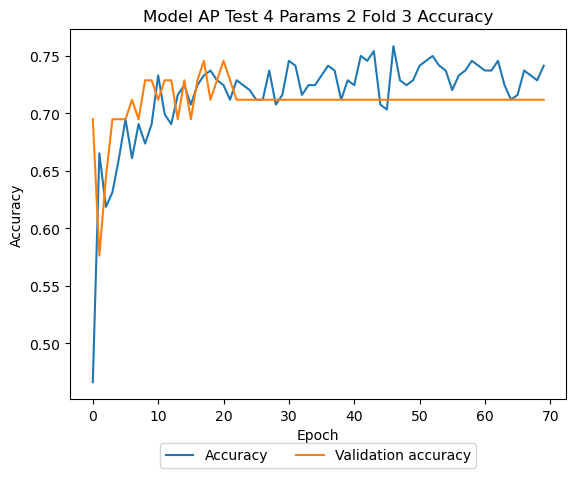 Model AP Test 4 Params 2 Fold 3 Accuracy
0.75
0.70
0.65
0.60
0.55
0.50
Accuracy
0 10 20 30 40 50 60 70
Epoch
Accuracy Validation accuracy